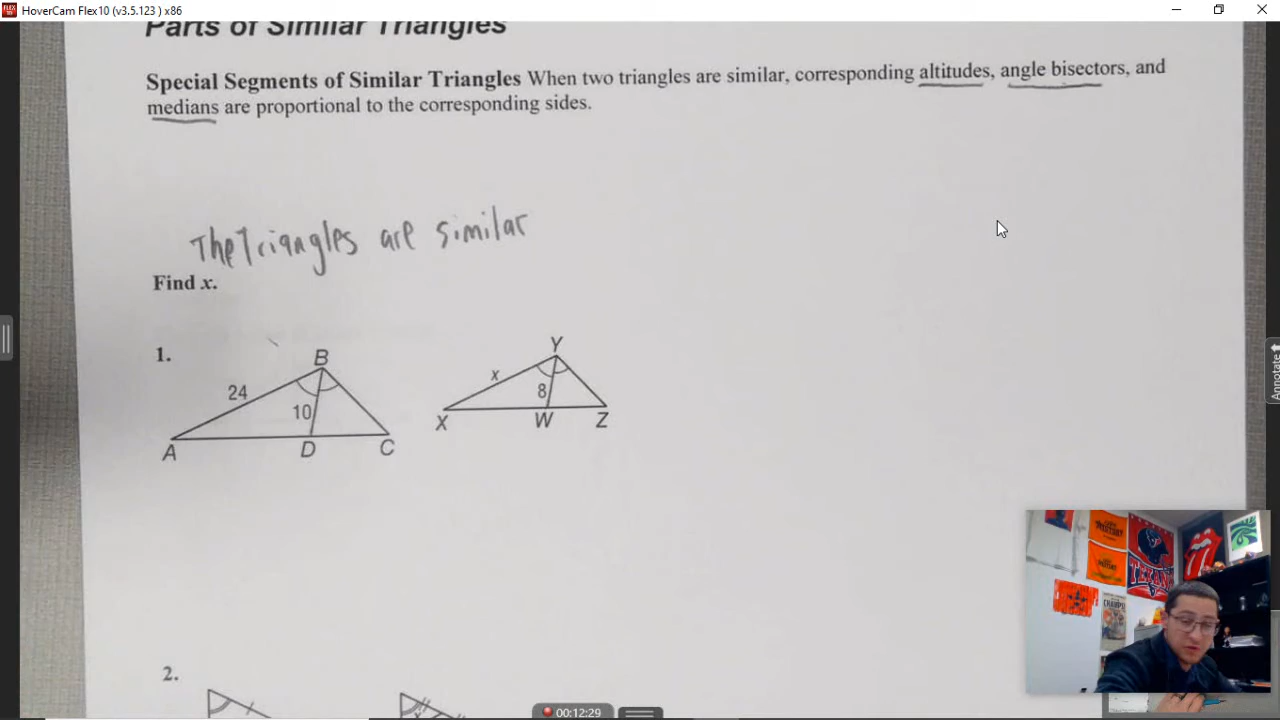 HoverCam Flex10 (v3.5.123 ) x86
Parts of Similar Triangles
Special Segments of Similar Triangles When two triangles are similar, corresponding altitudes, angle bisectors, and
medians are proportional to the corresponding sides.
The Triangles are similar
Find x.
1.
B
24
10
A
D
C
Y
x
8
X
W
Z
2.
Annotate
TEXANS
00:12:29